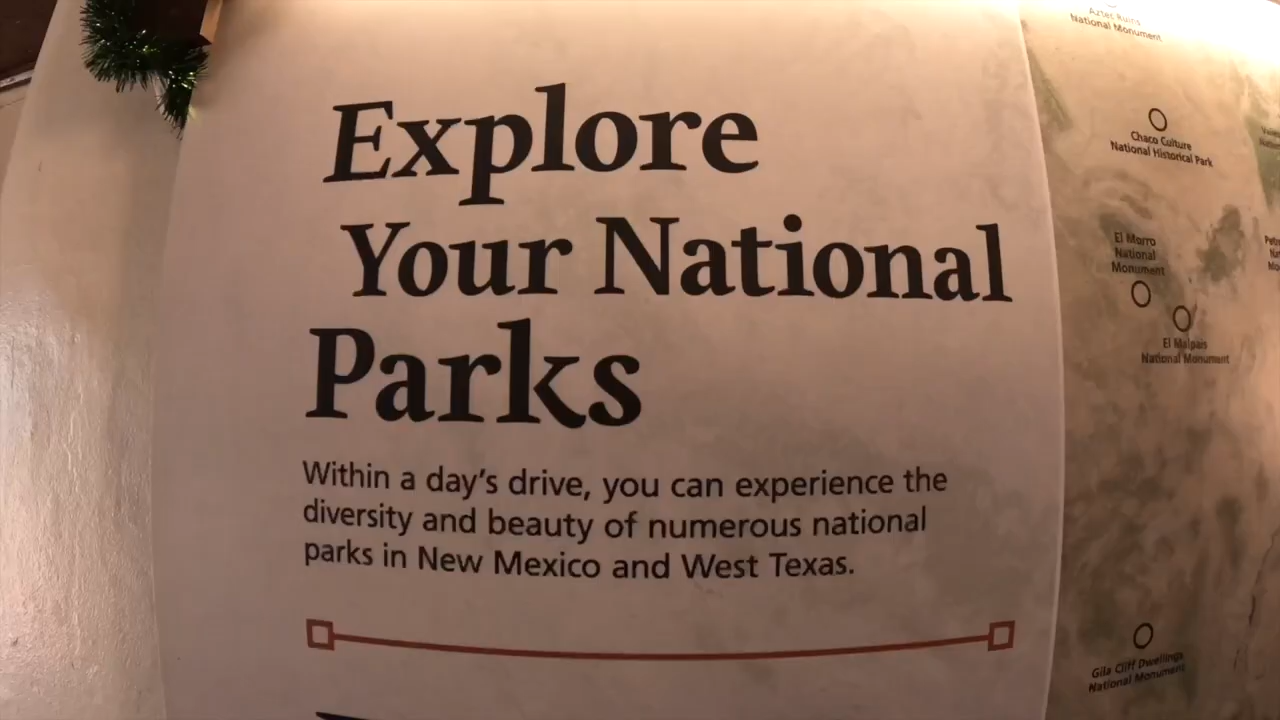 Explore
Your National
Parks
Within a day's drive, you can experience the
diversity and beauty of numerous national
parks in New Mexico and West Texas.
Aztec Ruins
National Monument
Chaco Culture
National Historical Park
El Morro
National
Monument
El Malpais
National Monument
Gila Cliff Dwellings
National Monument